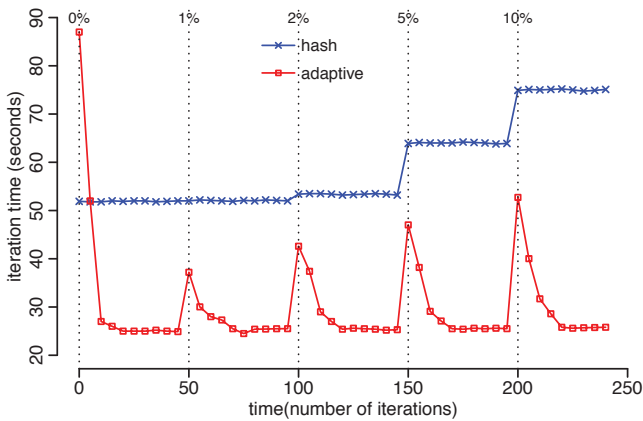 0% 1% 2% 5% 10%
hash
adaptive
90
80
70
60
50
40
30
20
iteration time (seconds)
0 50 100 150 200 250
time(number of iterations)